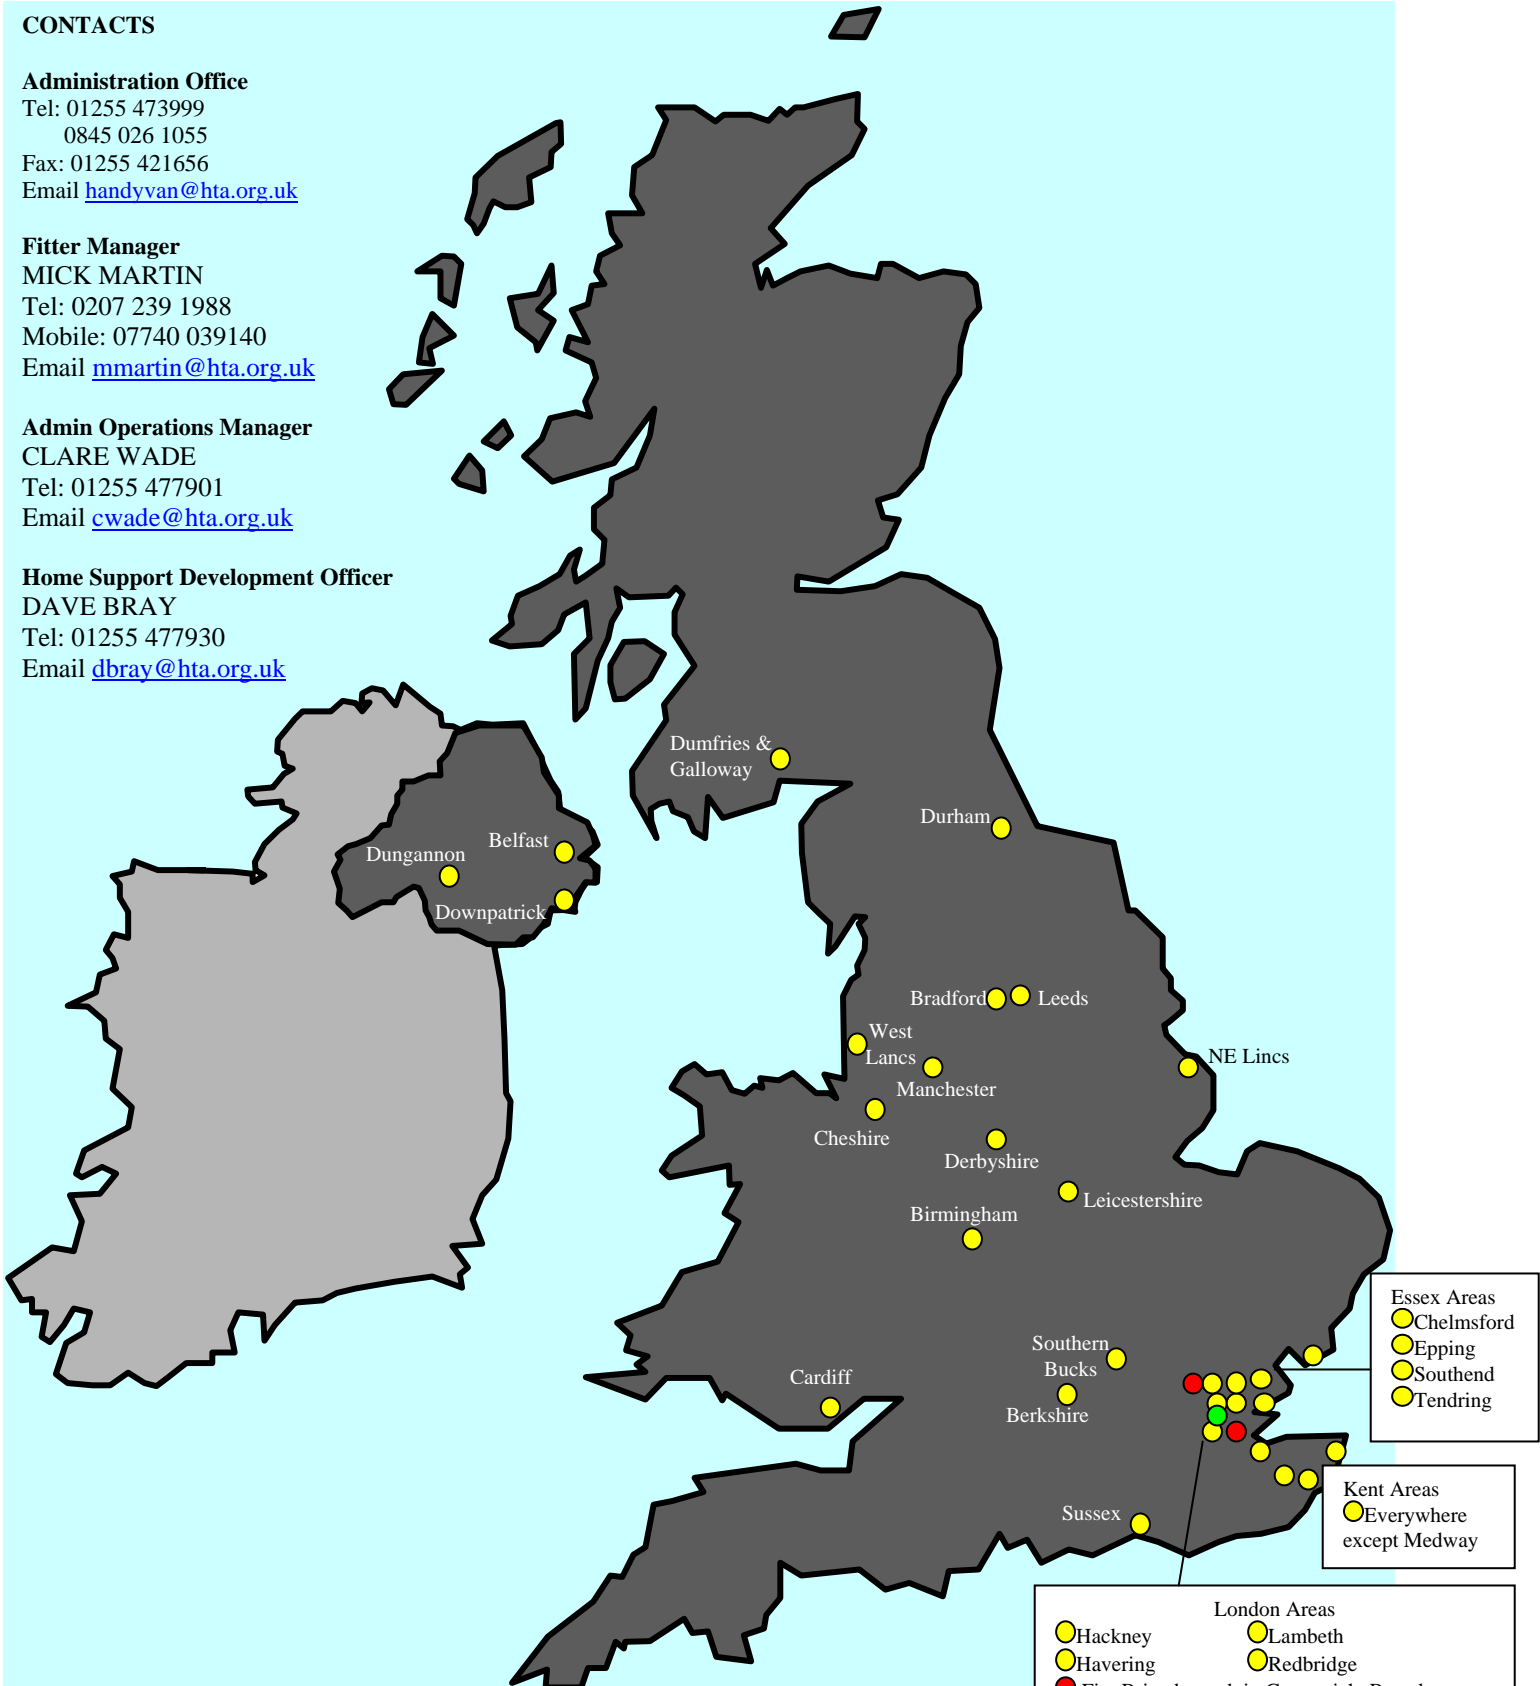 CONTACTS
Administration Office
Tel: 01255 473999
0845 026 1055
Fax: 01255 421656
Email handyvan@hta.org.uk
Fitter Manager
MICK MARTIN
Tel: 0207 239 1988
Mobile: 07740 039140
Email mmartin@hta.org.uk
Admin Operations Manager
CLARE WADE
Tel: 01255 477901
Email cwade@hta.org.uk
Home Support Development Officer
DAVE BRAY
Tel: 01255 477930
Email dbray@hta.org.uk
Dumfries &
Galloway
Durham
Belfast
Dungannon
Downpatrick
Bradford
Leeds
West
Lancs
NE Lincs
Manchester
Cheshire
Derbyshire
Leicestershire
Birmingham
Southern
Bucks
Cardiff
Berkshire
Sussex
Essex Areas
Chelmsford
Epping
Southend
Tendring
Kent Areas
Everywhere
except Medway
London Areas
Hackney
Lambeth
Havering
Redbridge